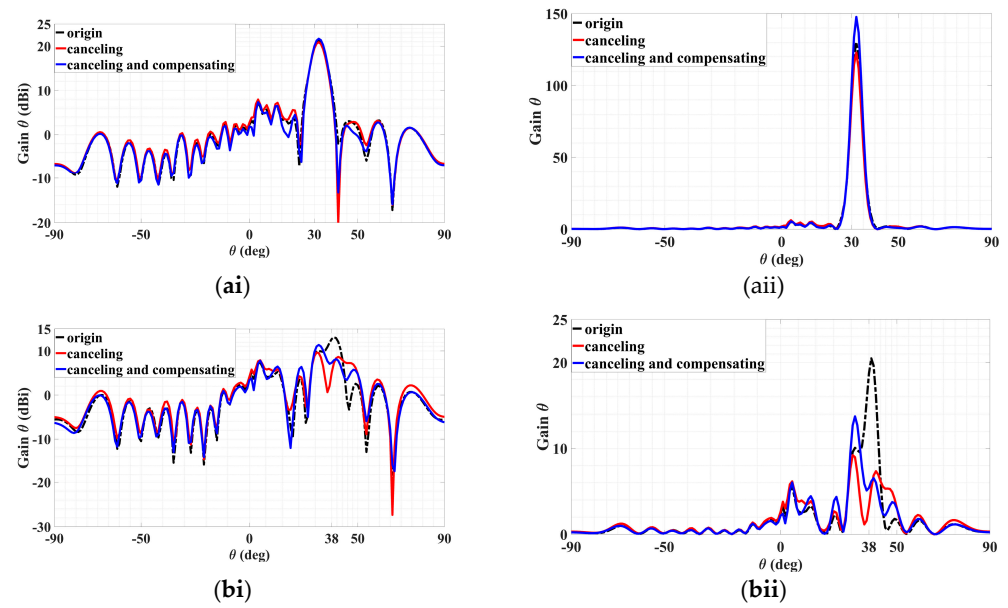 25
20
10
0
-10
-20
Gain θ (dBi)
origin
canceling
canceling and compensating
-90
-50
0
30
50
90
θ (deg)
(ai)
150
100
50
0
Gain θ
origin
canceling
canceling and compensating
-90
-50
0
30
50
90
θ (deg)
(aii)
15
10
0
-10
-20
-30
Gain θ (dBi)
origin
canceling
canceling and compensating
-90
-50
0
38
50
90
θ (deg)
(bi)
25
20
10
0
Gain θ
origin
canceling
canceling and compensating
-90
-50
0
38
50
90
θ (deg)
(bii)